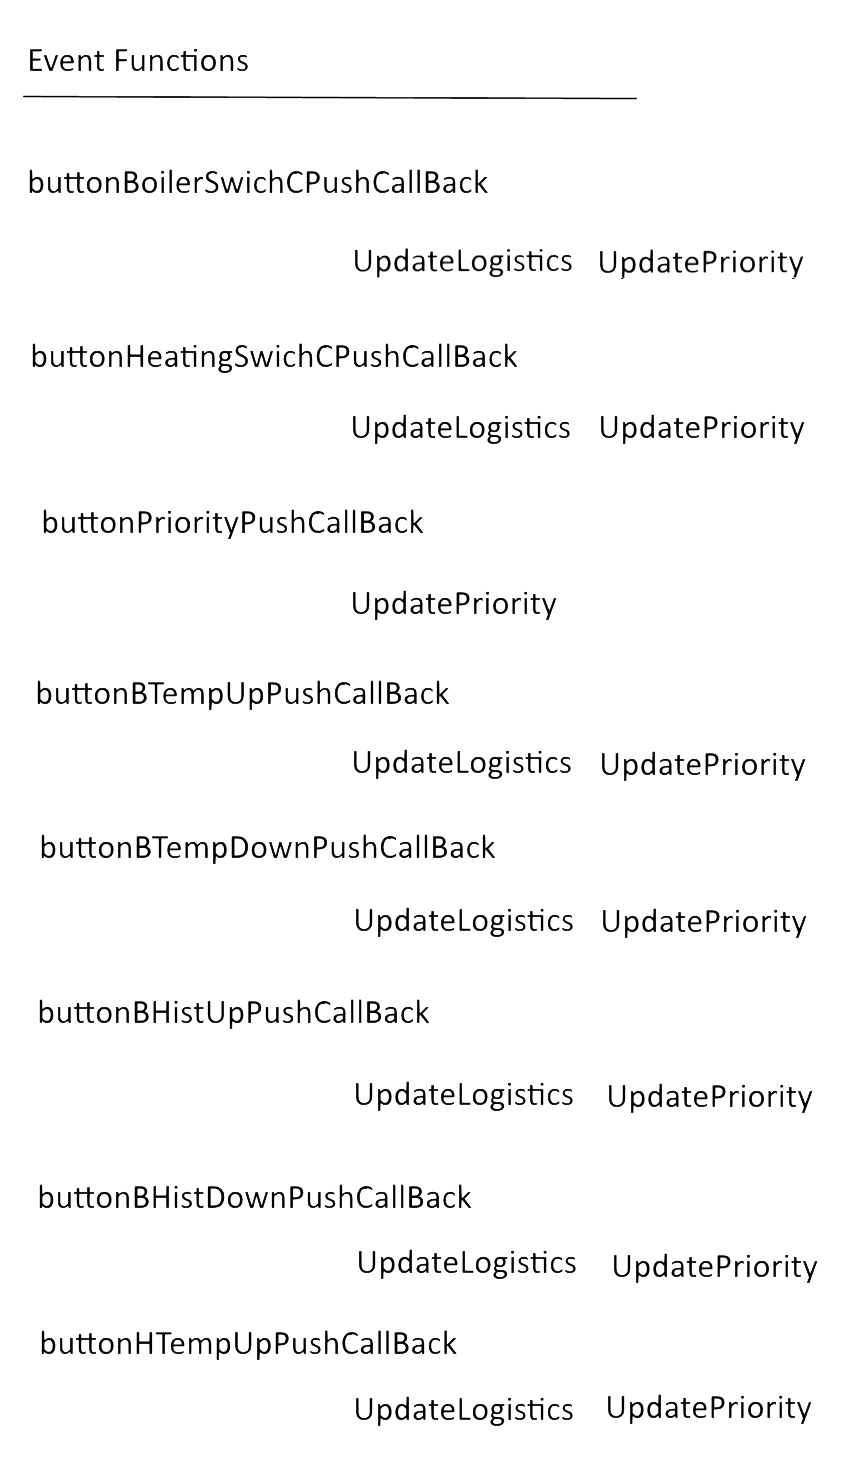 Event Functions
buttonBoilerSwichCPushCallBack
UpdateLogistics UpdatePriority
buttonHeatingSwichCPushCallBack
UpdateLogistics UpdatePriority
buttonPriorityPushCallBack
UpdatePriority
buttonBTempUpPushCallBack
UpdateLogistics UpdatePriority
buttonBTempDownPushCallBack
UpdateLogistics UpdatePriority
buttonBHistUpPushCallBack
UpdateLogistics UpdatePriority
buttonBHistDownPushCallBack
UpdateLogistics UpdatePriority
buttonHTempUpPushCallBack
UpdateLogistics UpdatePriority